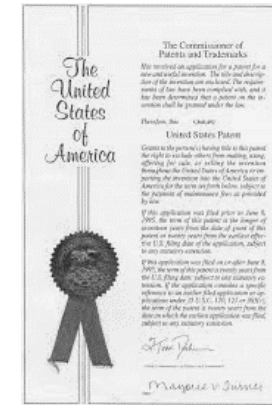 The
United
States
of
America
The Commissioner of
Patents and Trademarks
Has received an application for a patent for a
new and useful invention. The title and descrip-
tion of the invention are enclosed. The require-
ments of law have been complied with, and it
has been determined that a patent on the in-
vention shall be granted under the law.
Therefore, this
United States Patent
Grants to the person(s) having title to this patent
the right to exclude others from making, using,
offering for sale, or selling the invention
throughout the United States of America or im-
porting the invention into the United States of
America for the term set forth below, subject to
the payment of maintenance fees as provided
by law.
If this application was filed prior to June 8,
1995, the term of this patent is the longer of
seventeen years from the date of grant of this
patent or twenty years from the earliest effec-
tive U.S. filing date of the application, subject
to any statutory extension.
If this application was filed on or after June 8,
1995, the term of this patent is twenty years from
the U.S. filing date, subject to any statutory ex-
tension. If the application contains a specific
reference to an earlier filed application or ap-
plications under 35 U.S.C. 120, 121 or 365(c),
the term of the patent is twenty years from the
date on which the earliest application was filed,
subject to any statutory extension.
Marjorie V. Turner